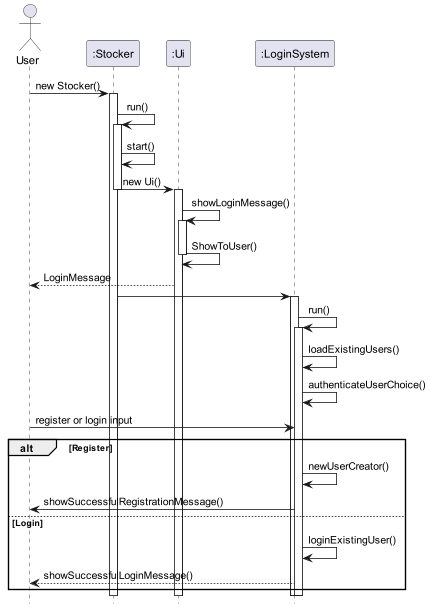 User
:Stocker
:Ui
:LoginSystem
new Stocker()
run()
start()
new Ui()
showLoginMessage()
ShowToUser()
LoginMessage
run()
loadExistingUsers()
authenticateUserChoice()
register or login input
alt [Register]
newUserCreator()
showSuccessfulRegistrationMessage()
[Login]
loginExistingUser()
showSuccessfulLoginMessage()